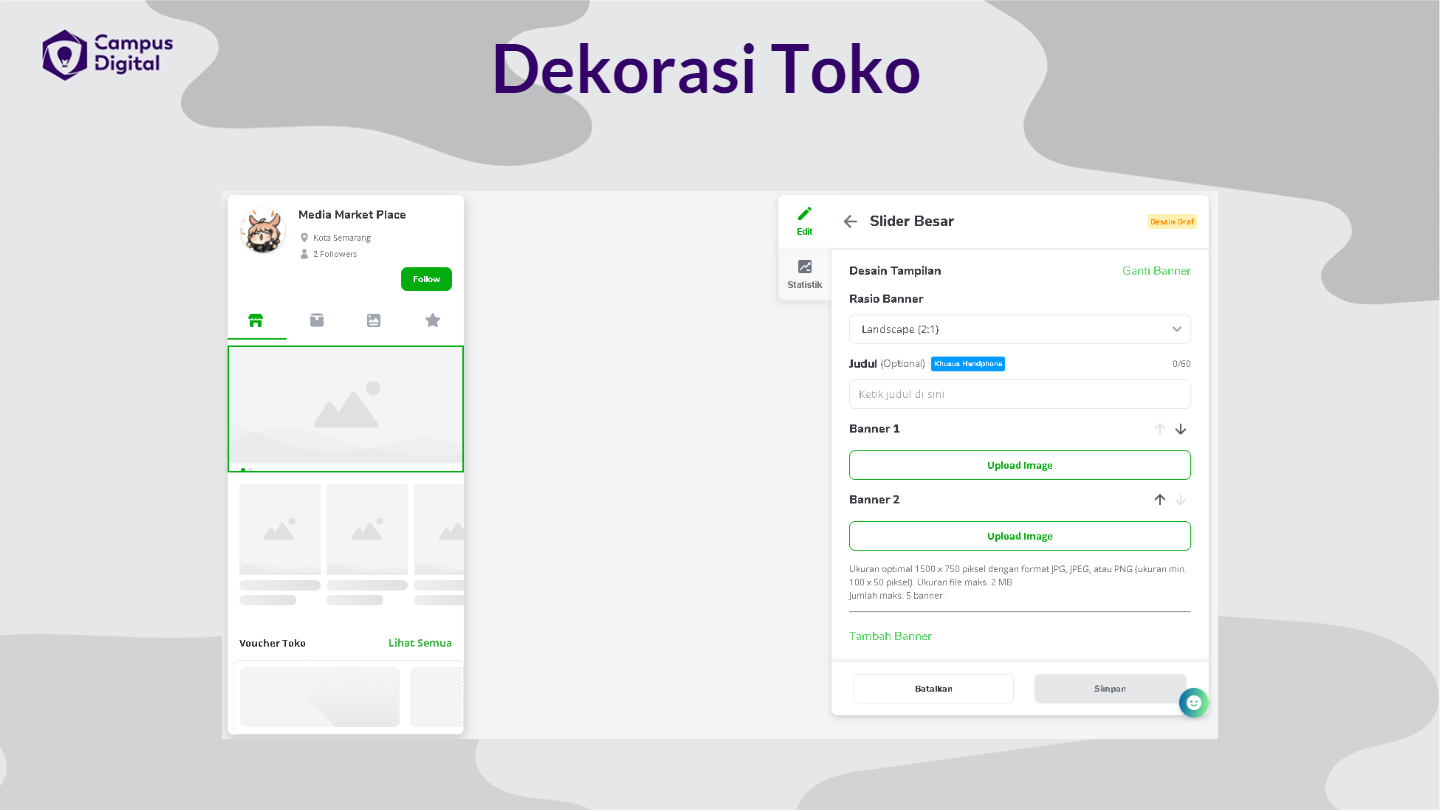 Campus
Digital
Dekorasi Toko
Media Market Place
Kota Semarang
2 Followers
Follow
Voucher Toko
Lihat Semua
Edit
Statistik
Slider Besar
Desain Draf
Desain Tampilan
Ganti Banner
Rasio Banner
Landscape (2:1)
Judul (Optional) Khusus Handphone 0/60
Ketik judul di sini
Banner 1
Upload Image
Banner 2
Upload Image
Ukuran optimal 1500 x 750 piksel dengan format JPG, JPEG, atau PNG (ukuran min.
100 x 50 piksel). Ukuran file maks. 2 MB
Jumlah maks. 5 banner.
Tambah Banner
Batalkan
Simpan